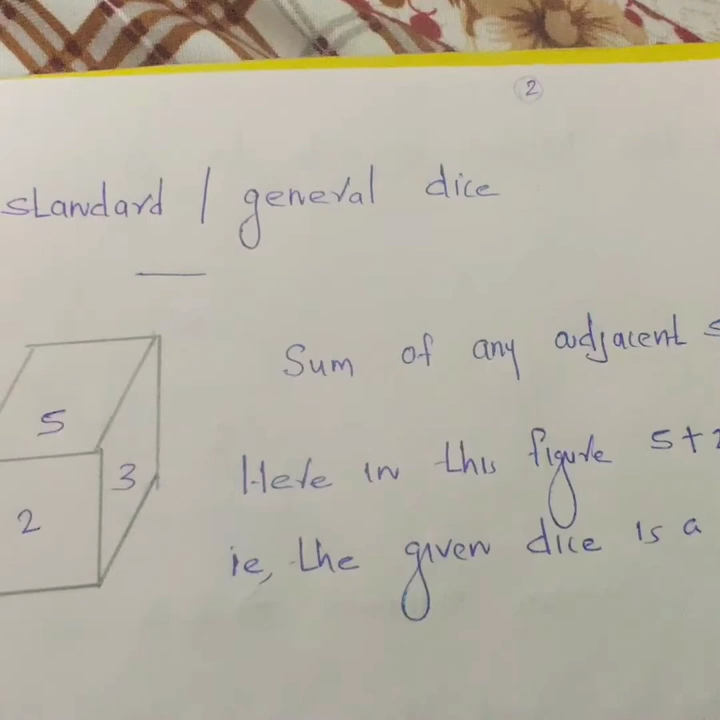 2
standard / general dice
Sum of any adjacent
5
3
Here in this figure 5+2
2
ie, the given dice is a